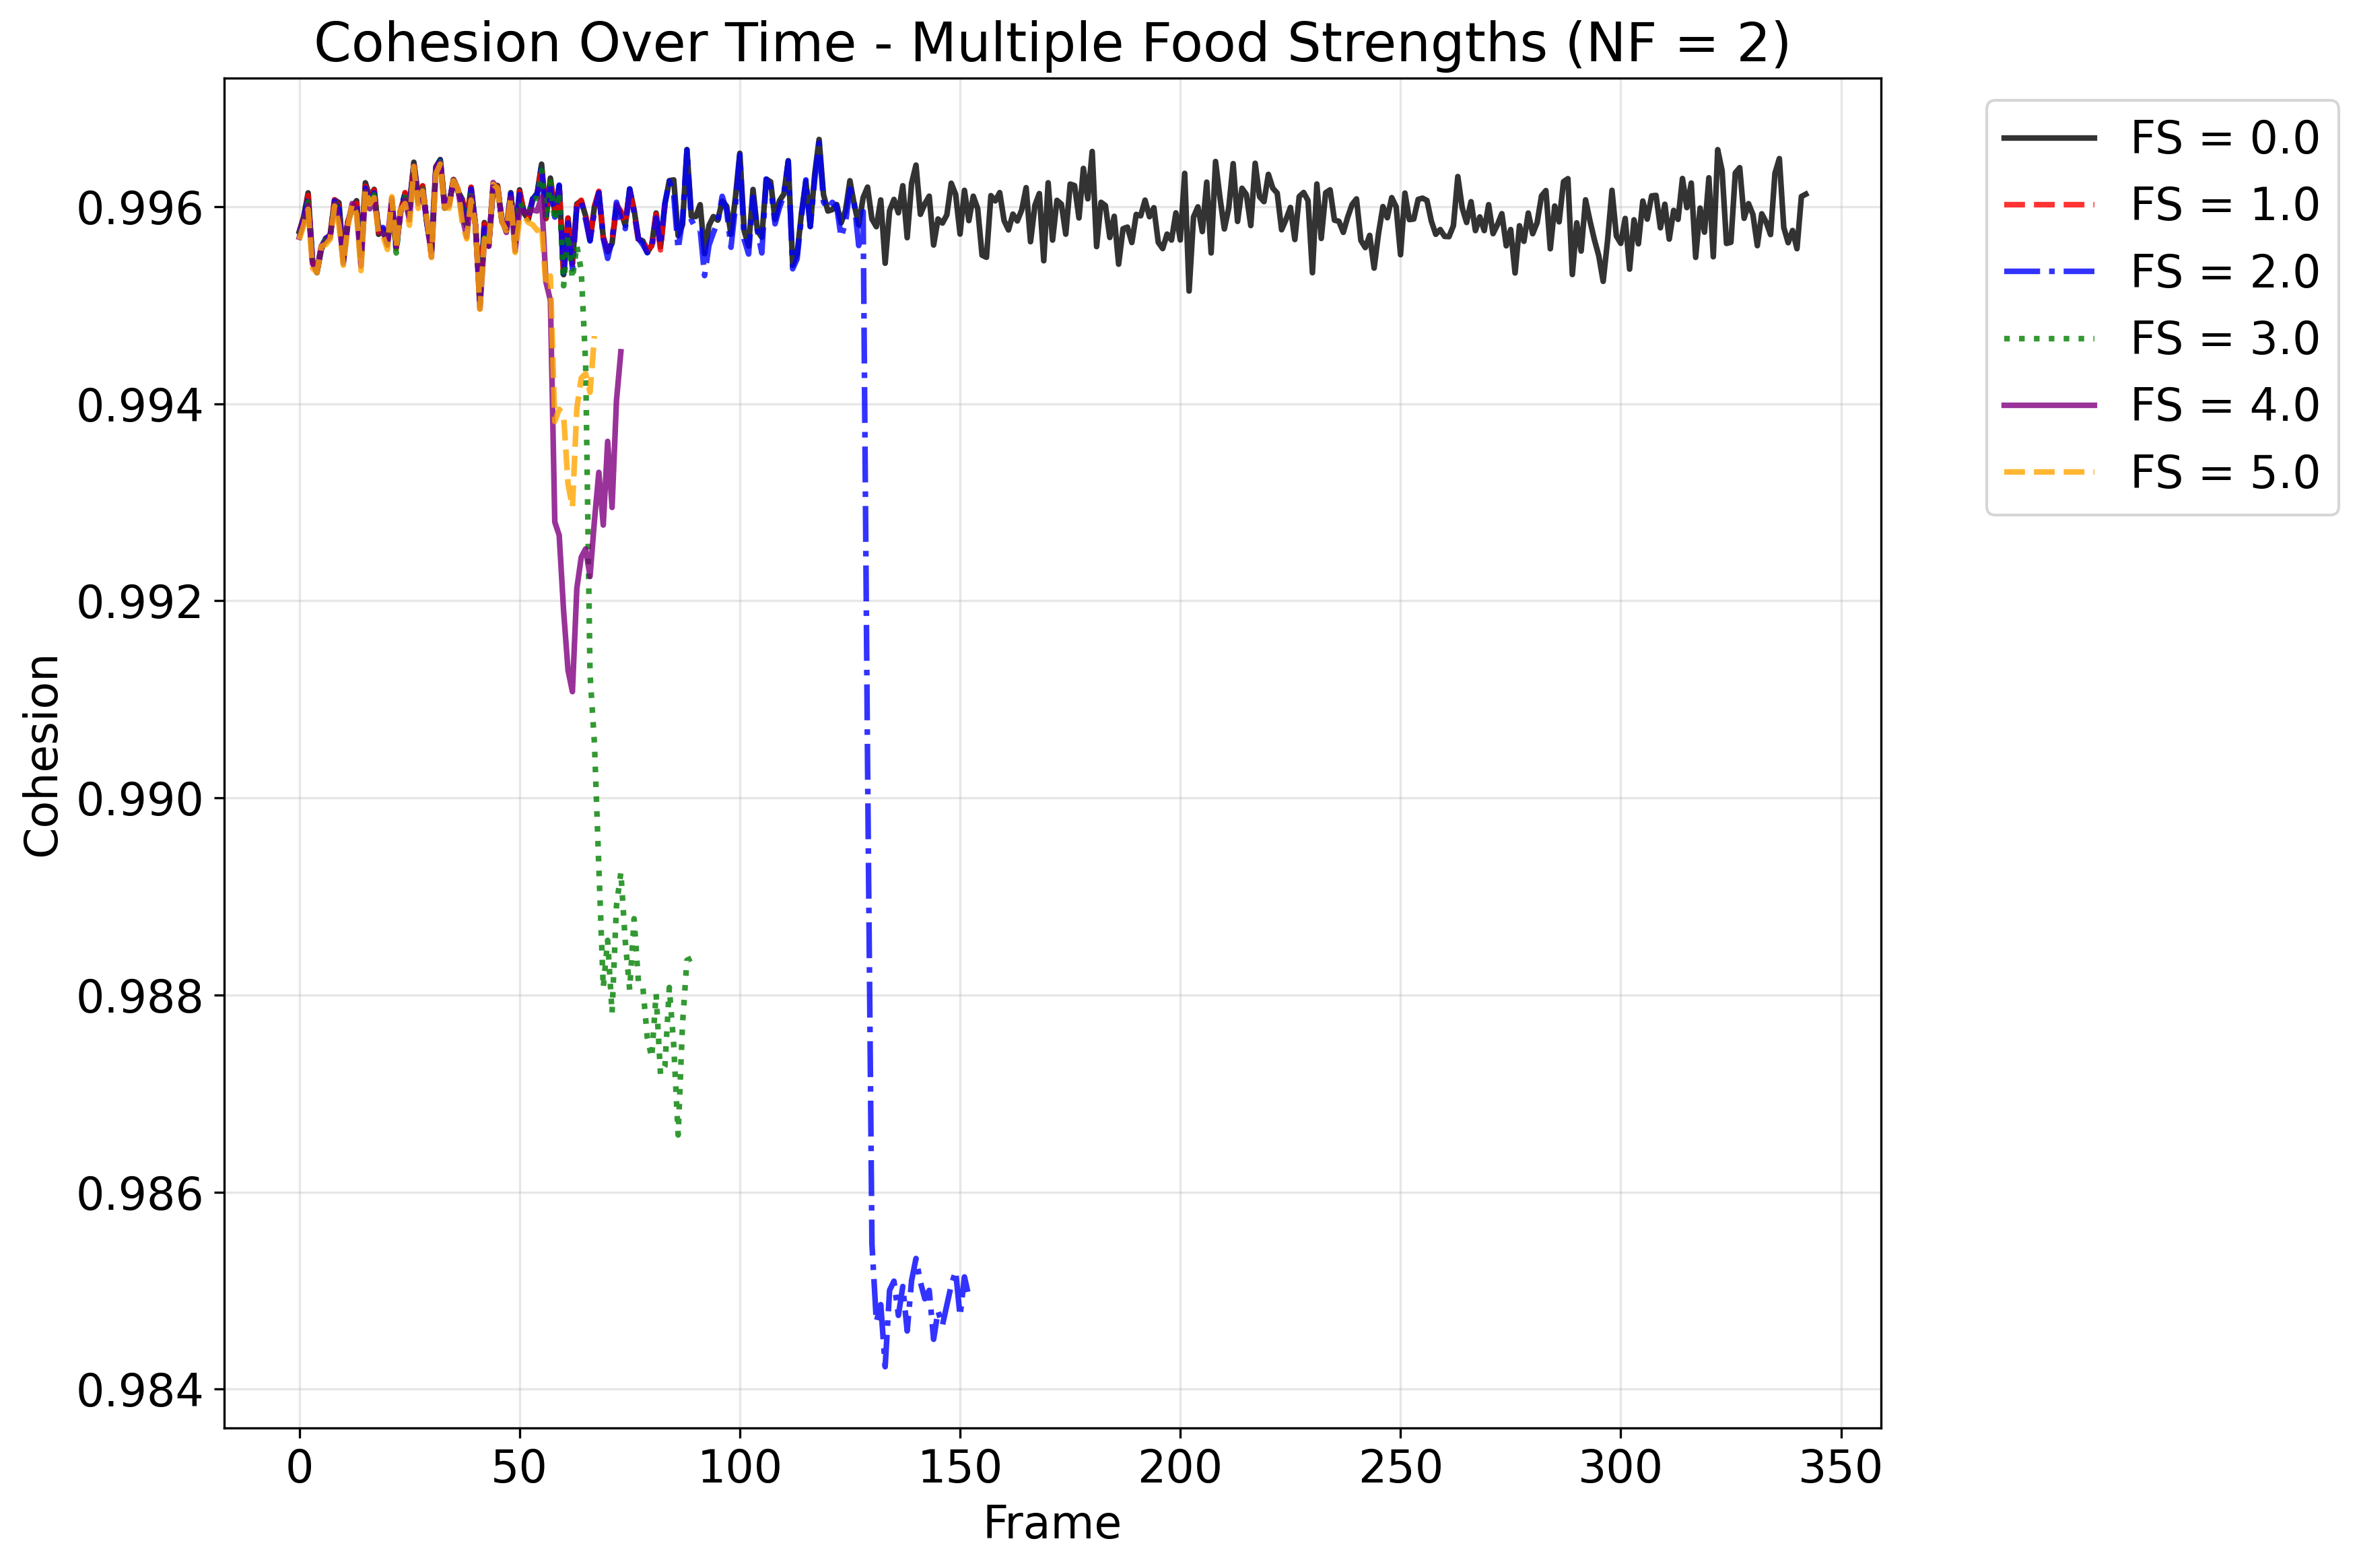 Cohesion Over Time - Multiple Food Strengths (NF = 2)
FS = 0.0
FS = 1.0
FS = 2.0
FS = 3.0
FS = 4.0
FS = 5.0
Cohesion
0.996
0.994
0.992
0.990
0.988
0.986
0.984
0 50 100 150 200 250 300 350
Frame